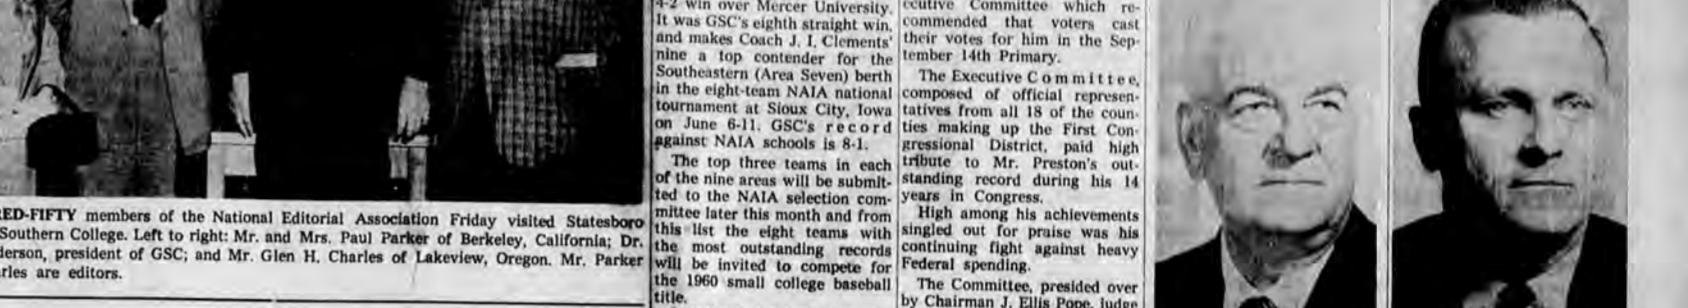 ED-FIFTY members of the National Editorial Association Friday visited Statesboro
Southern College. Left to right: Mr. and Mrs. Paul Parker of Berkeley, California; Dr.
derson, president of GSC; and Mr. Glen H. Charles of Lakeview, Oregon. Mr. Parker
rles are editors.
4-2 win over Mercer University.
It was GSC's eighth straight win,
and makes Coach J. I. Clements'
nine a top contender for the
Southeastern (Area Seven) berth
in the eight-team NAIA national
tournament at Sioux City, Iowa
on June 6-11. GSC's record
against NAIA schools is 8-1.
The top three teams in each
of the nine areas will be submit-
ted to the NAIA selection com-
mittee later this month and from
this list the eight teams with
the most outstanding records
will be invited to compete for
the 1960 small college baseball
title.
ecutive Committee which re-
commended that voters cast
their votes for him in the Sep-
tember 14th Primary.
The Executive Committee,
composed of official represen-
tatives from all 18 of the coun-
ties making up the First Con-
gressional District, paid high
tribute to Mr. Preston's out-
standing record during his 14
years in Congress.
High among his achievements
singled out for praise was his
continuing fight against heavy
Federal spending.
The Committee, presided over
by Chairman J. Ellis Pope, judge